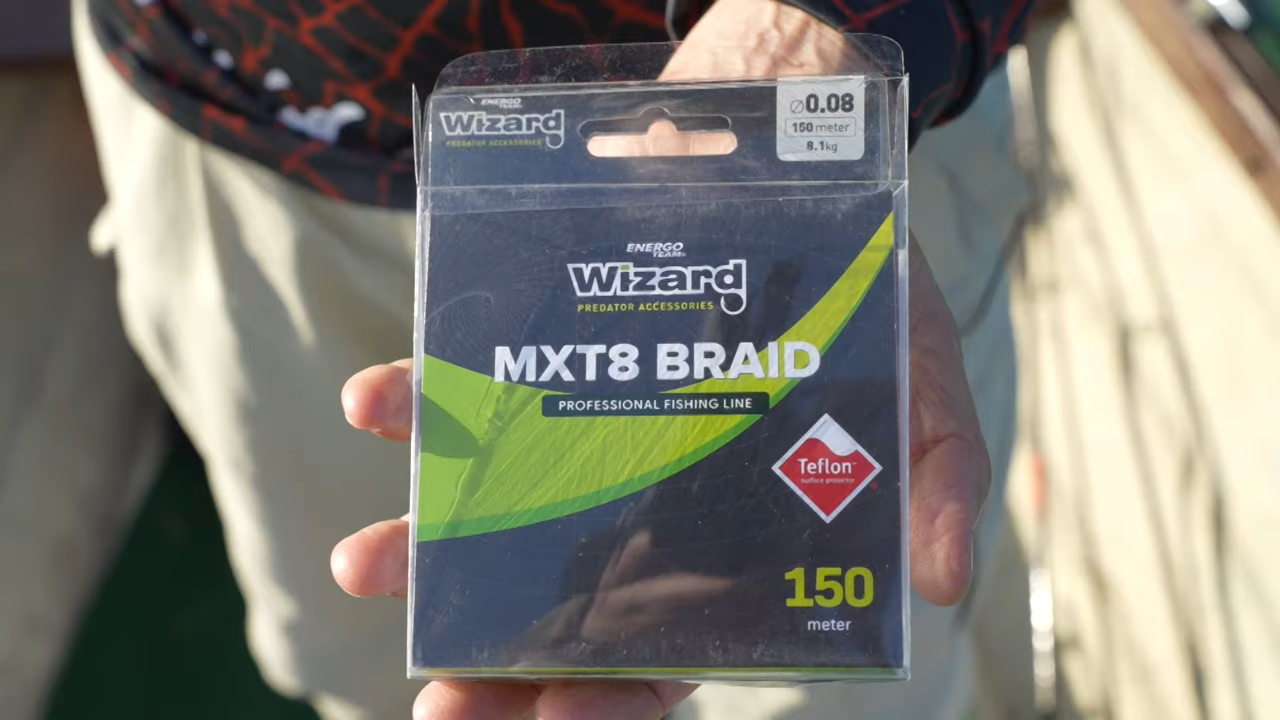 ENERGO
TEAM
Wizard
PREDATOR ACCESSORIES
⌀0.08
150 meter
8.1kg
ENERGO
TEAM®
Wizard
PREDATOR ACCESSORIES
MXT8 BRAID
PROFESSIONAL FISHING LINE
Teflon™
surface protector
150
meter